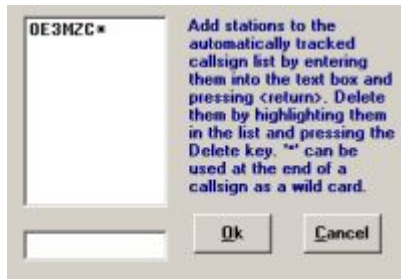 OE3MZC*
Add stations to the
automatically tracked
callsign list by entering
them into the text box and
pressing <return>. Delete
them by highlighting them
in the list and pressing the
Delete key. '*' can be
used at the end of a
callsign as a wild card.
Ok
Cancel